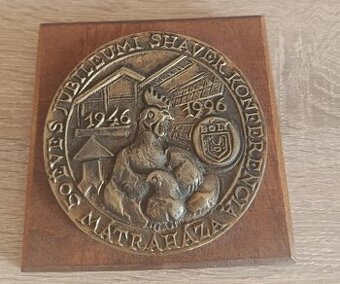 50 ÉVES JUBILEUMI SHAVER KONFERENCIA
1946
1996
BOLY
MÁTRAHÁZA